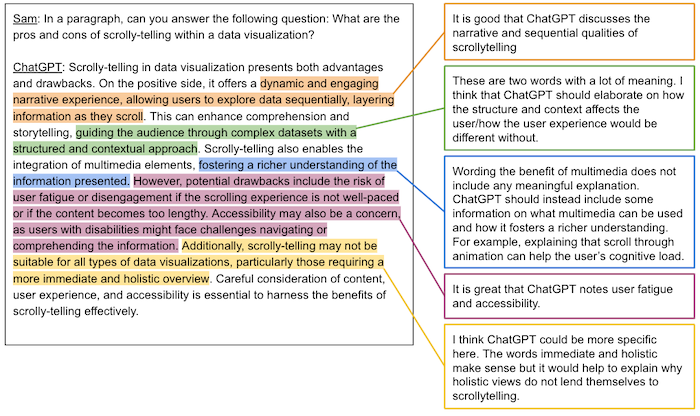 Sam: In a paragraph, can you answer the following question: What are the
pros and cons of scrolly-telling within a data visualization?
ChatGPT: Scrolly-telling in data visualization presents both advantages
and drawbacks. On the positive side, it offers a dynamic and engaging
narrative experience, allowing users to explore data sequentially, layering
information as they scroll. This can enhance comprehension and
storytelling, guiding the audience through complex datasets with a
structured and contextual approach. Scrolly-telling also enables the
integration of multimedia elements, fostering a richer understanding of the
information presented. However, potential drawbacks include the risk of
user fatigue or disengagement if the scrolling experience is not well-paced
or if the content becomes too lengthy. Accessibility may also be a concern,
as users with disabilities might face challenges navigating or
comprehending the information. Additionally, scrolly-telling may not be
suitable for all types of data visualizations, particularly those requiring a
more immediate and holistic overview. Careful consideration of content,
user experience, and accessibility is essential to harness the benefits of
scrolly-telling effectively.
It is good that ChatGPT discusses the
narrative and sequential qualities of
scrollytelling
These are two words with a lot of meaning. I
think that ChatGPT should elaborate on how
the structure and context affects the
user/how the user experience would be
different without.
Wording the benefit of multimedia does not
include any meaningful explanation.
ChatGPT should instead include some
information on what multimedia can be used
and how it fosters a richer understanding.
For example, explaining that scroll through
animation can help the user's cognitive load.
It is great that ChatGPT notes user fatigue
and accessibility.
I think ChatGPT could be more specific
here. The words immediate and holistic
make sense but it would help to explain why
holistic views do not lend themselves to
scrollytelling.